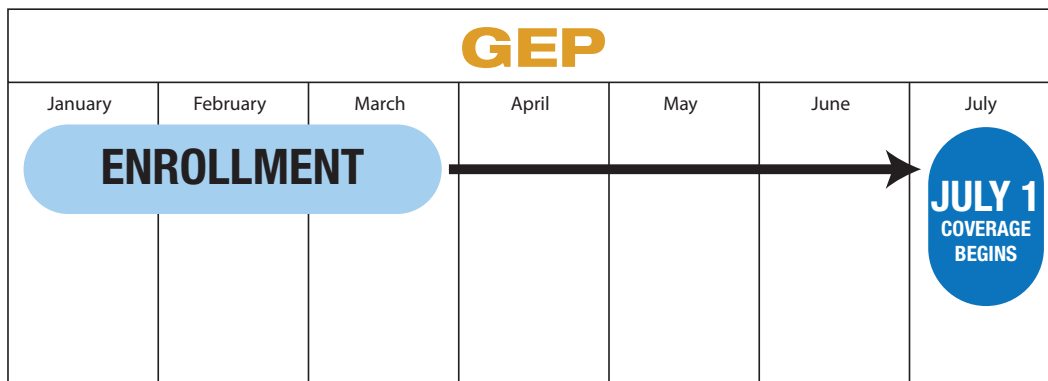 GEP
January February March April May June July
ENROLLMENT
JULY 1
COVERAGE
BEGINS